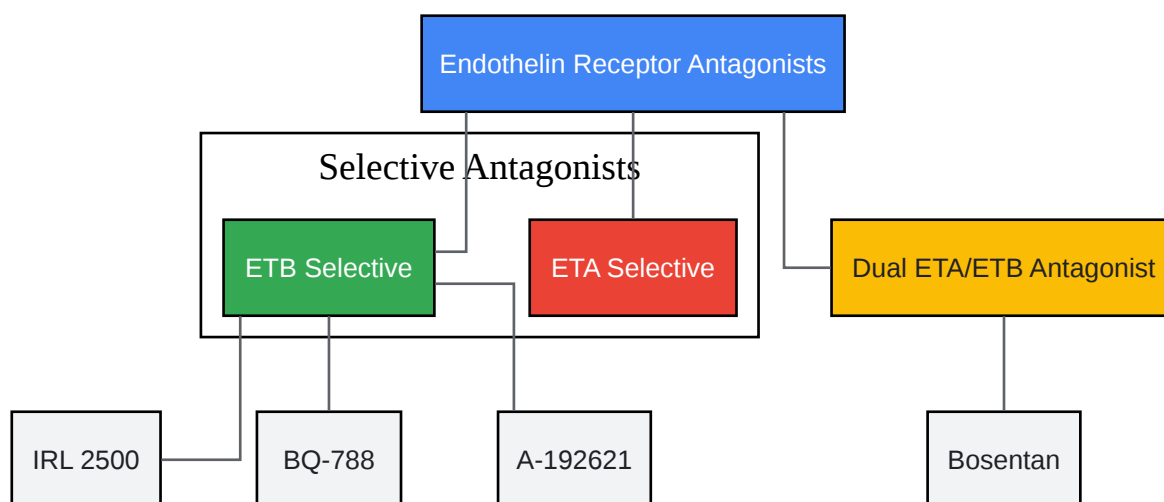 Endothelin Receptor Antagonists
Selective Antagonists
ETB Selective
ETA Selective
Dual ETA/ETB Antagonist
IRL 2500
BQ-788
A-192621
Bosentan